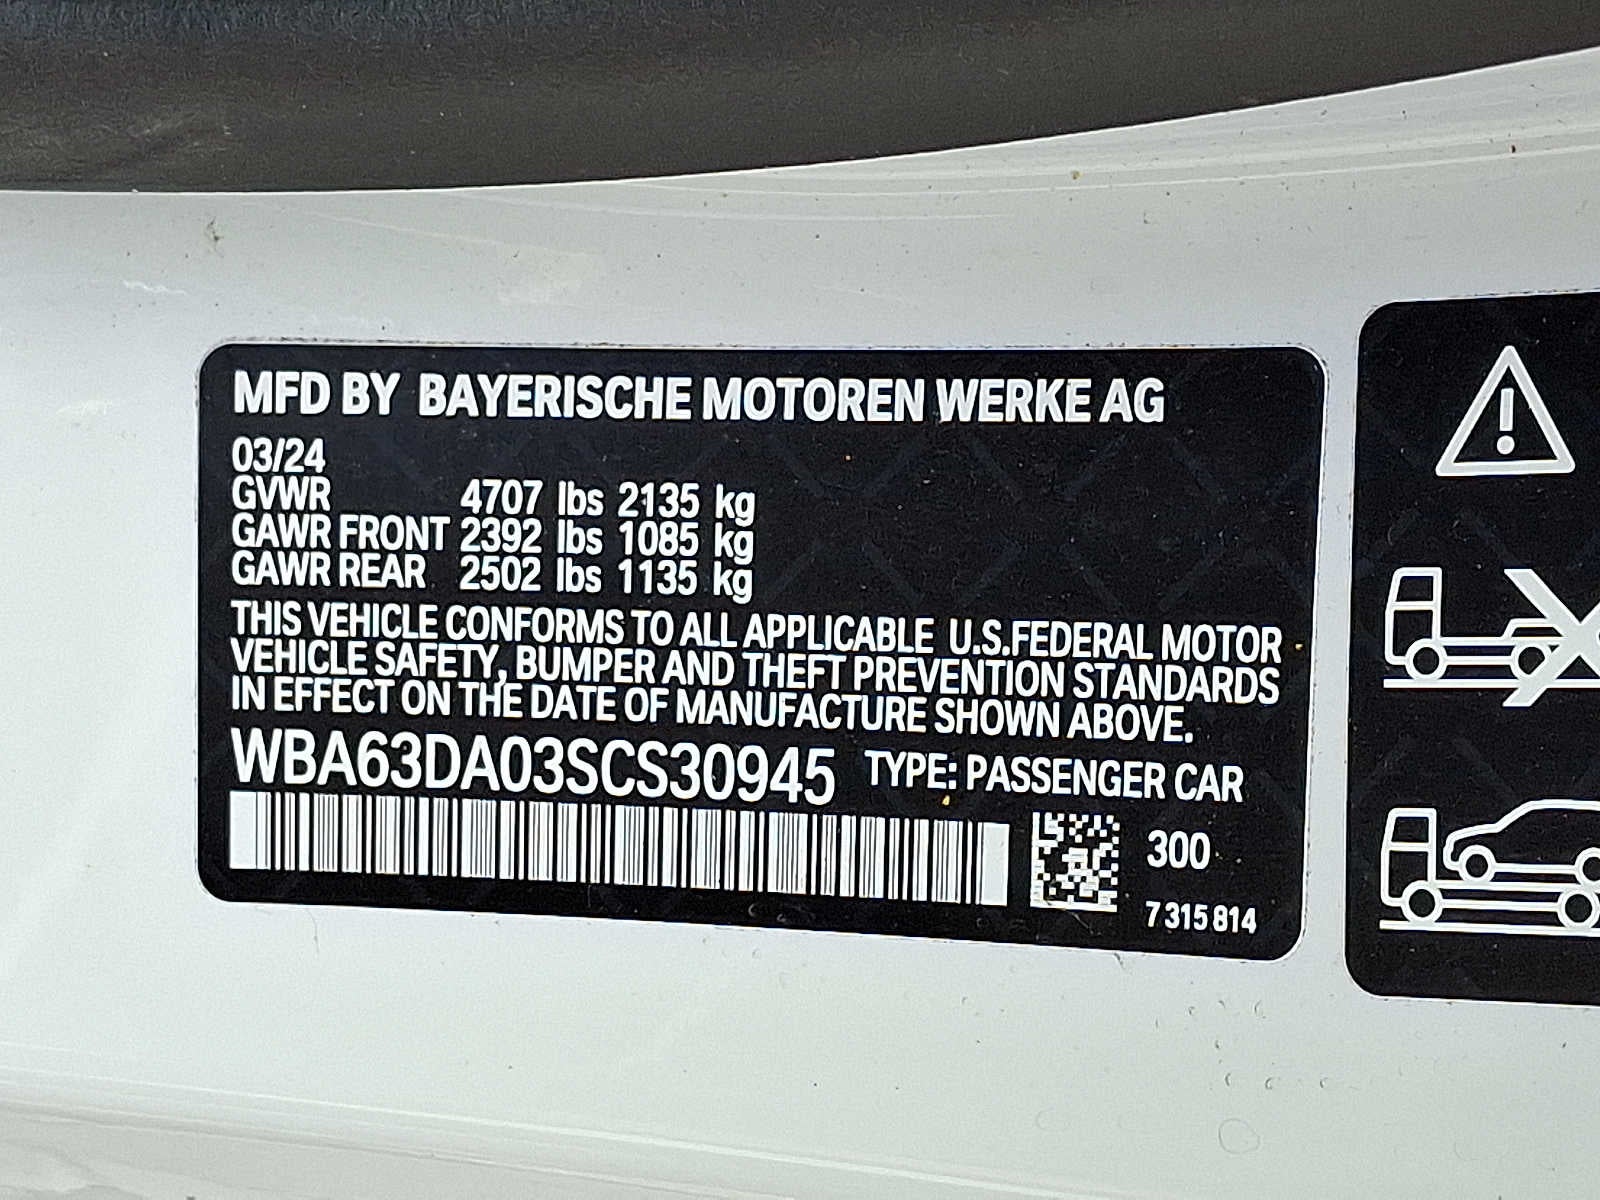 MFD BY BAYERISCHE MOTOREN WERKE AG
03/24
GVWR 4707 lbs 2135 kg
GAWR FRONT 2392 lbs 1085 kg
GAWR REAR 2502 lbs 1135 kg
THIS VEHICLE CONFORMS TO ALL APPLICABLE U.S.FEDERAL MOTOR
VEHICLE SAFETY, BUMPER AND THEFT PREVENTION STANDARDS
IN EFFECT ON THE DATE OF MANUFACTURE SHOWN ABOVE.
WBA63DA03SCS30945 TYPE: PASSENGER CAR
300
7 315 814